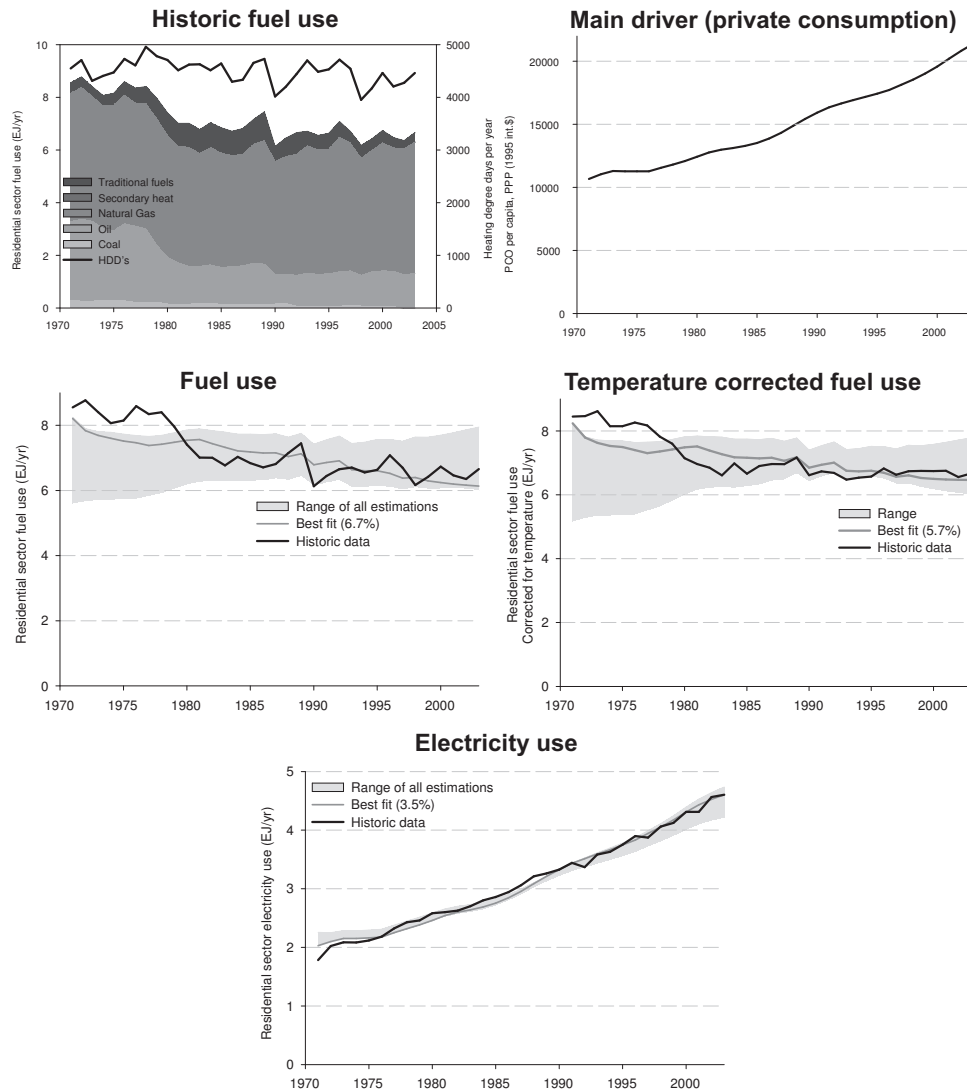 Historic fuel use
Residential sector fuel use (EJ/yr)
10
8
6
4
2
0
Traditional fuels
Secondary heat
Natural Gas
Oil
Coal
HDD's
5000
4000
3000
2000
1000
0
Heating degree days per year
1970 1975 1980 1985 1990 1995 2000 2005
Main driver (private consumption)
PCO per capita, PPP (1995 int.$)
20000
15000
10000
5000
0
1970 1975 1980 1985 1990 1995 2000
Fuel use
Residential sector fuel use (EJ/yr)
8
6
4
2
0
Range of all estimations
Best fit (6.7%)
Historic data
1970 1975 1980 1985 1990 1995 2000
Temperature corrected fuel use
Residential sector fuel use
Corrected for temperature (EJ/yr)
8
6
4
2
0
Range
Best fit (5.7%)
Historic data
1970 1975 1980 1985 1990 1995 2000
Electricity use
Residential sector electricity use (EJ/yr)
5
4
3
2
1
0
Range of all estimations
Best fit (3.5%)
Historic data
1970 1975 1980 1985 1990 1995 2000